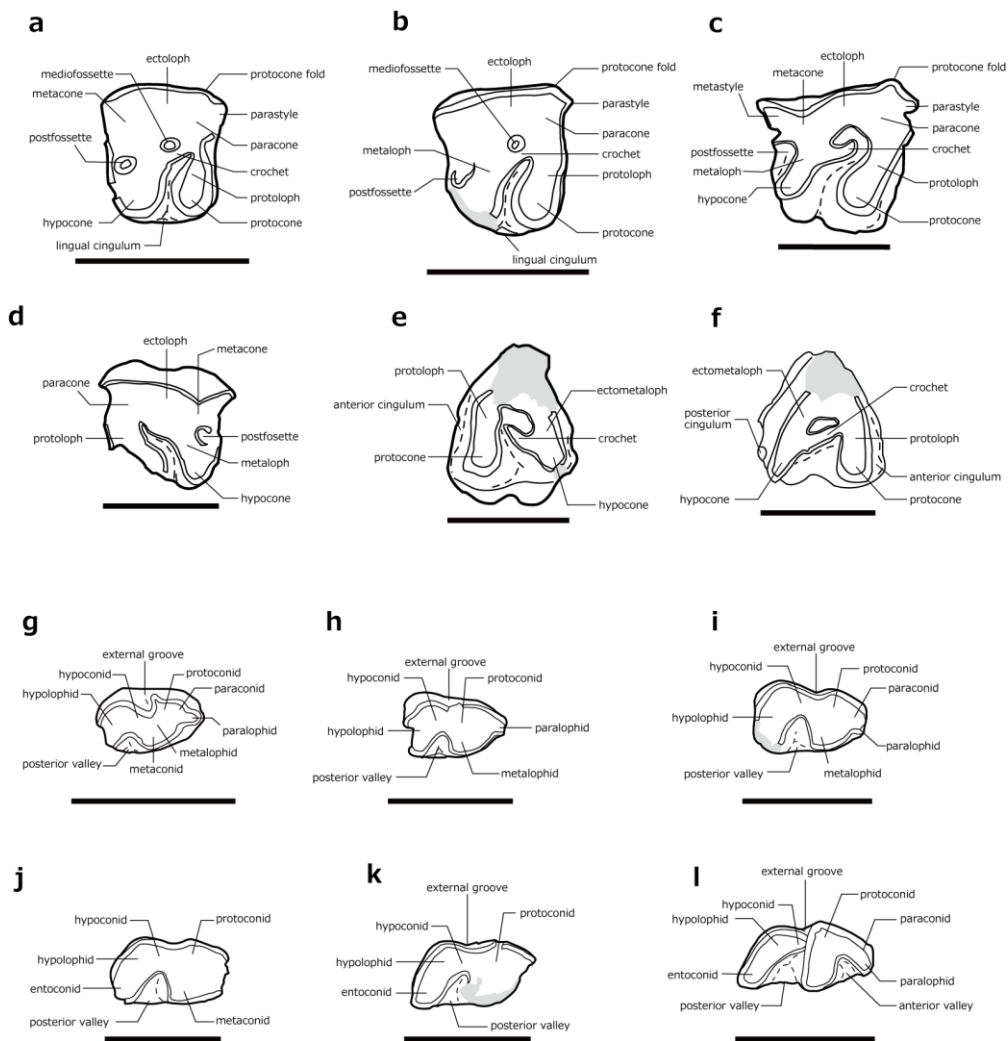 a
ectoloph
mediofossette
protocone fold
metacone
parastyle
postfossette
paracone
crochet
protoloph
hypocone
protocone
lingual cingulum
b
ectoloph
mediofossette
protocone fold
parastyle
paracone
metaloph
crochet
postfossette
protoloph
protocone
lingual cingulum
c
ectoloph
metacone
protocone fold
metastyle
parastyle
paracone
postfossette
crochet
metaloph
protoloph
hypocone
protocone
d
ectoloph
metacone
paracone
protoloph
postfosette
metaloph
hypocone
e
protoloph
ectometaloph
anterior cingulum
crochet
protocone
hypocone
f
ectometaloph
crochet
posterior
cingulum
protoloph
anterior cingulum
hypocone
protocone
g
external groove
hypoconid
protoconid
hypolophid
paraconid
paralophid
metalophid
posterior valley
metaconid
h
external groove
hypoconid
protoconid
hypolophid
paralophid
posterior valley
metalophid
i
external groove
hypoconid
protoconid
paraconid
hypolophid
paralophid
posterior valley
metalophid
j
hypoconid
protoconid
hypolophid
entoconid
posterior valley
metaconid
k
external groove
hypoconid
protoconid
hypolophid
entoconid
posterior valley
l
external groove
protoconid
hypoconid
hypolophid
paraconid
entoconid
paralophid
posterior valley
anterior valley